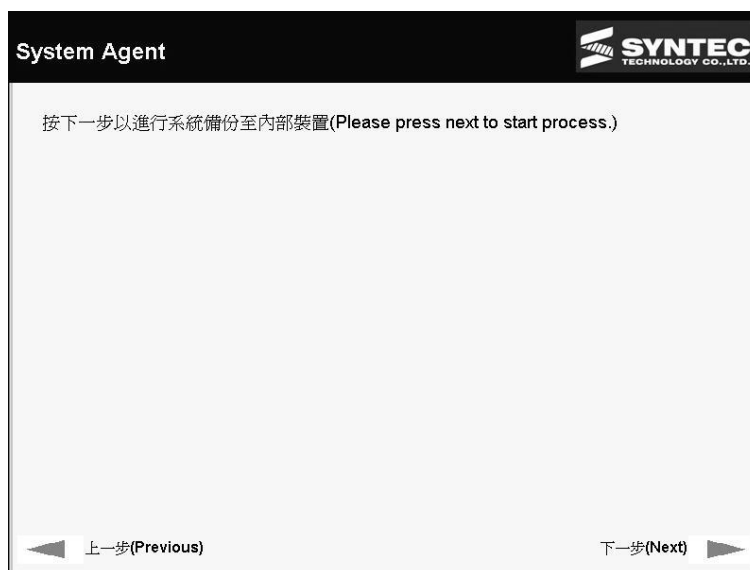 System Agent
SYNTEC
TECHNOLOGY CO.,LTD.
按下一步以進行系統備份至內部裝置(Please press next to start process.)
上一步(Previous)
下一步(Next)